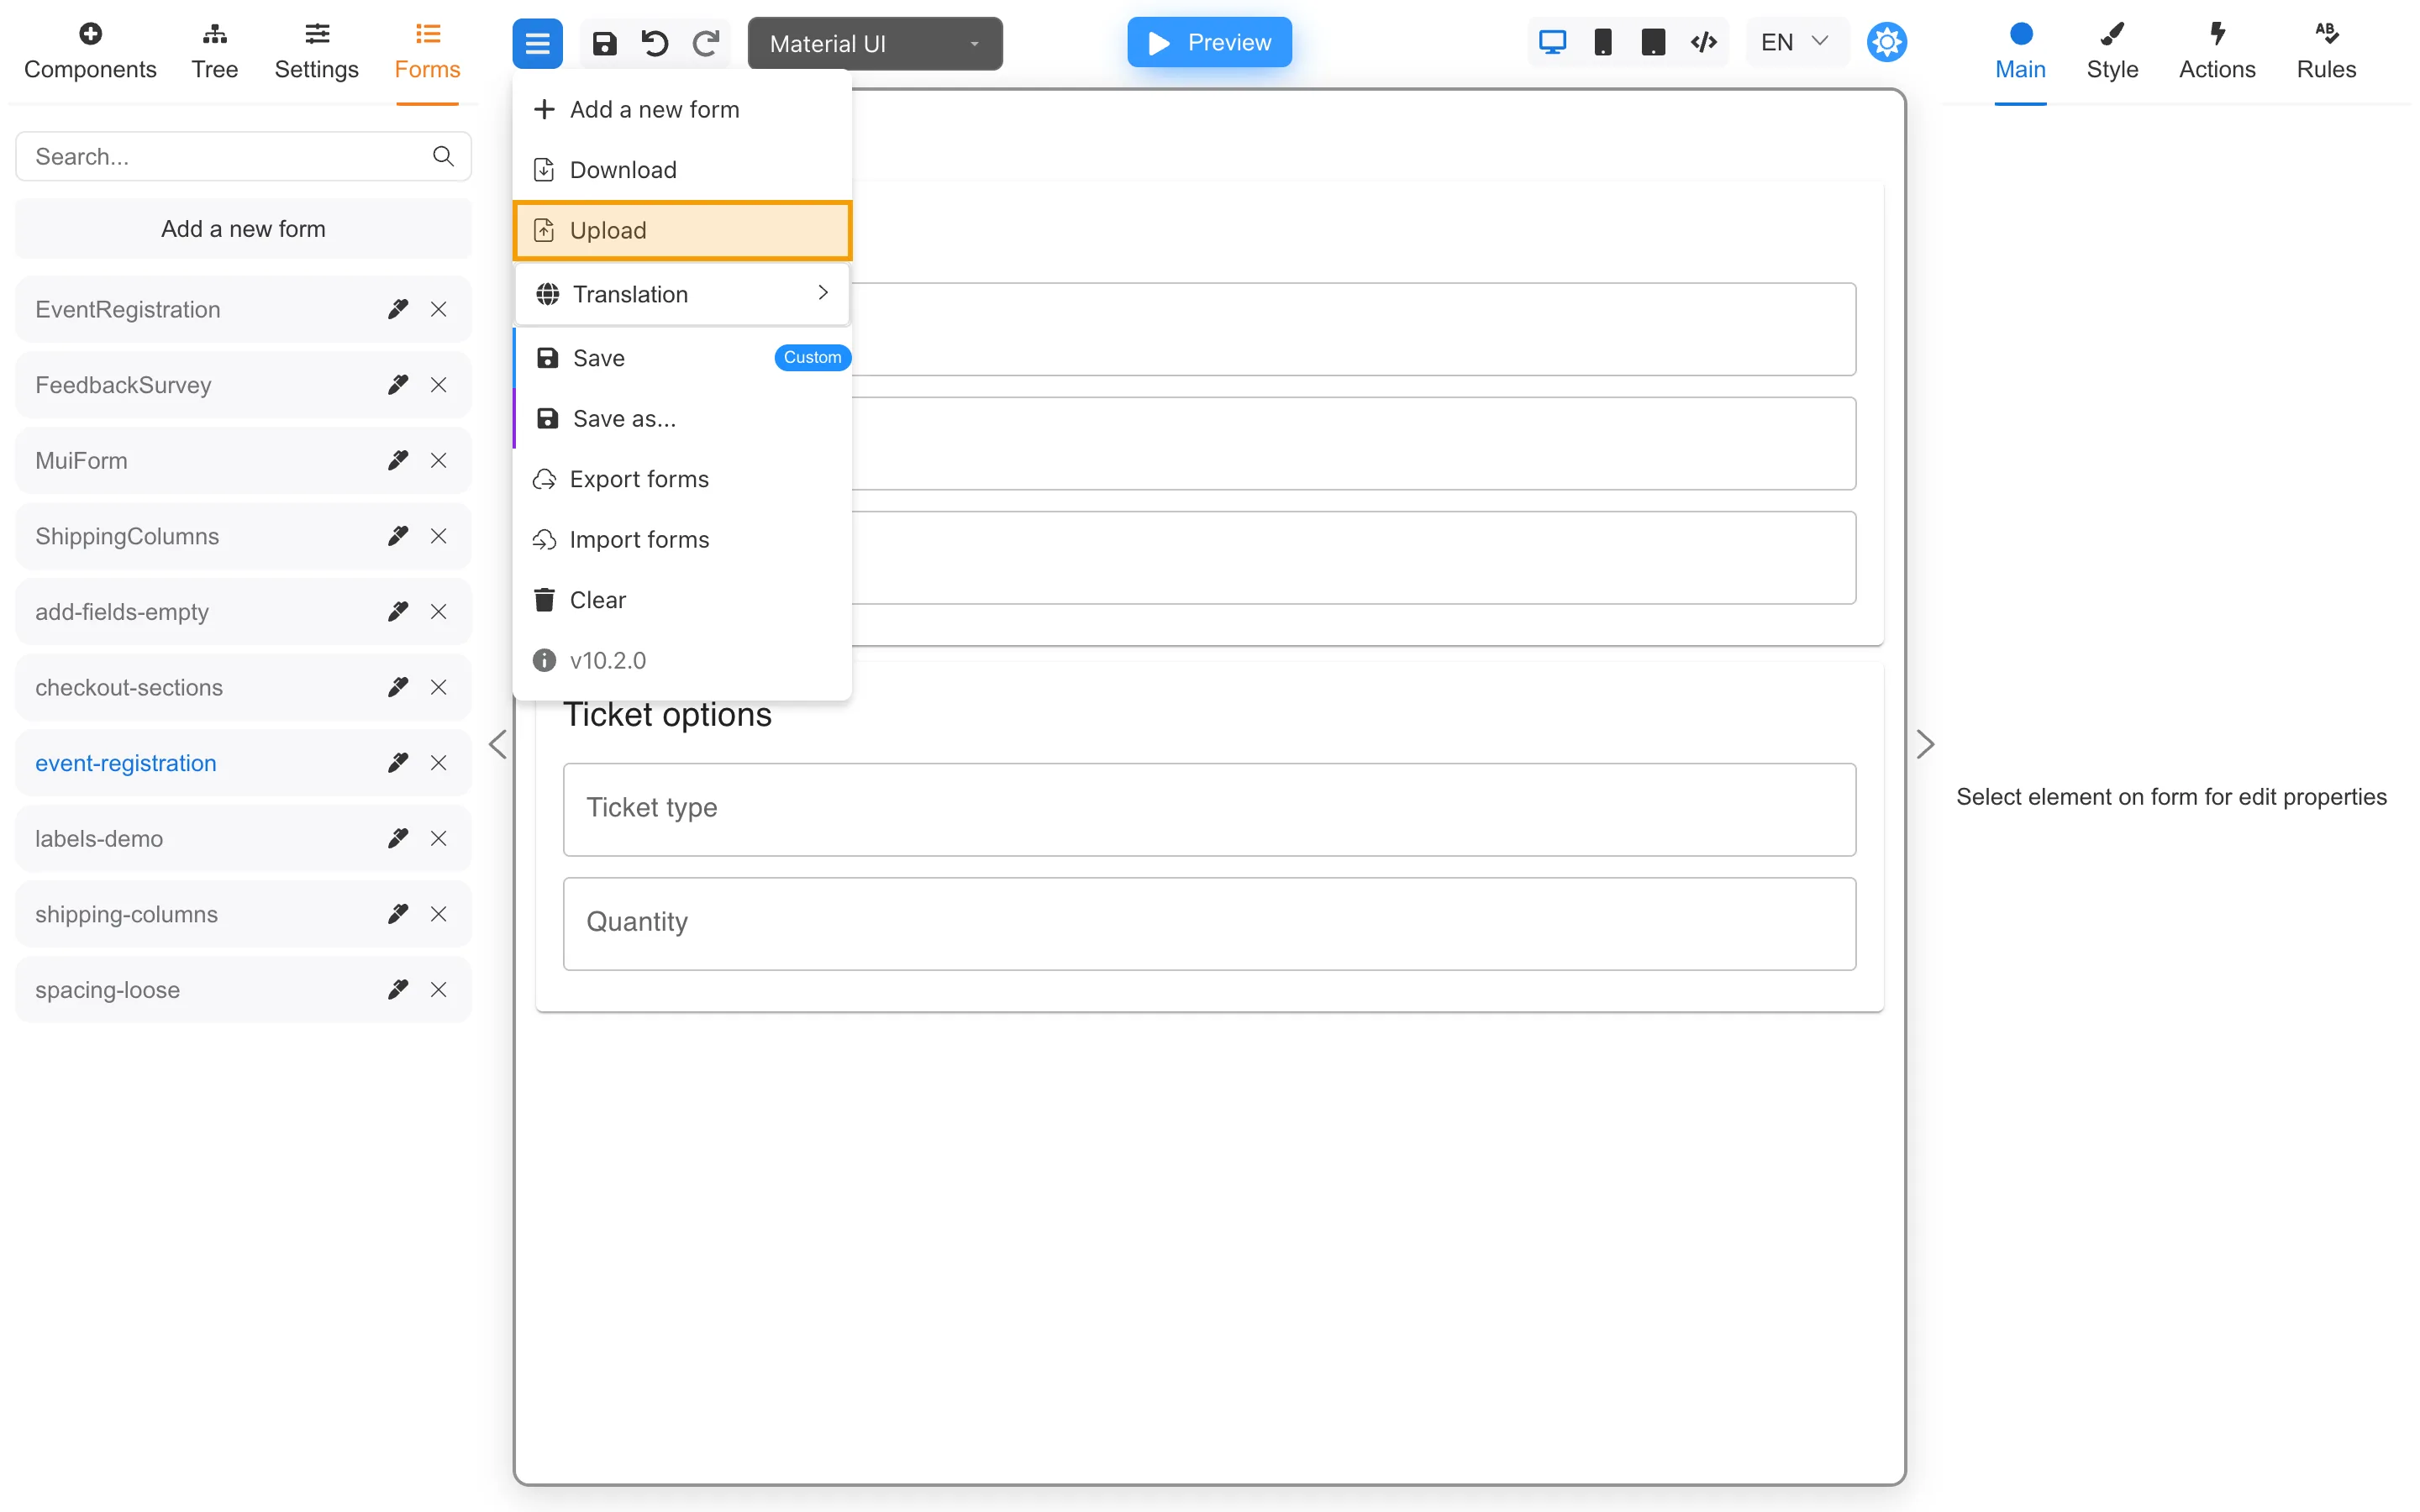 Components
Tree
Settings
Forms
Material UI
Preview
EN
Main
Style
Actions
AB
Rules
Search...
Add a new form
EventRegistration
FeedbackSurvey
MuiForm
ShippingColumns
add-fields-empty
checkout-sections
event-registration
labels-demo
shipping-columns
spacing-loose
Add a new form
Download
Upload
Translation
Save
Custom
Save as...
Export forms
Import forms
Clear
v10.2.0
Ticket options
Ticket type
Quantity
Select element on form for edit properties